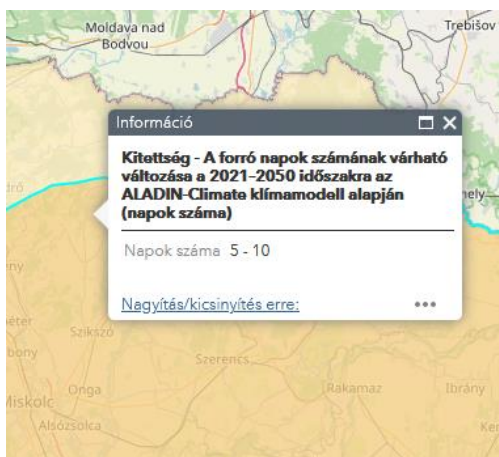 Moldava nad
Bodvou
Trebišov
Információ
Kitettség - A forró napok számának várható
változása a 2021–2050 időszakra az
ALADIN-Climate klímamodell alapján
(napok száma)
Napok száma 5 - 10
Nagyítás/kicsinyítés erre:
Szikszó
Szerencs
Onga
Miskolc
Alsózsolca
Rakamaz
Ibrány